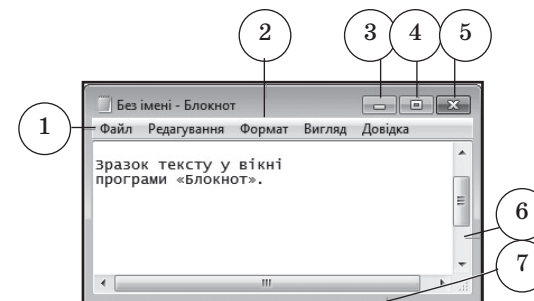 2 3 4 5
Без імені - Блокнот
1
Файл Редагування Формат Вигляд Довідка
Зразок тексту у вікні
програми «Блокнот».
6
7